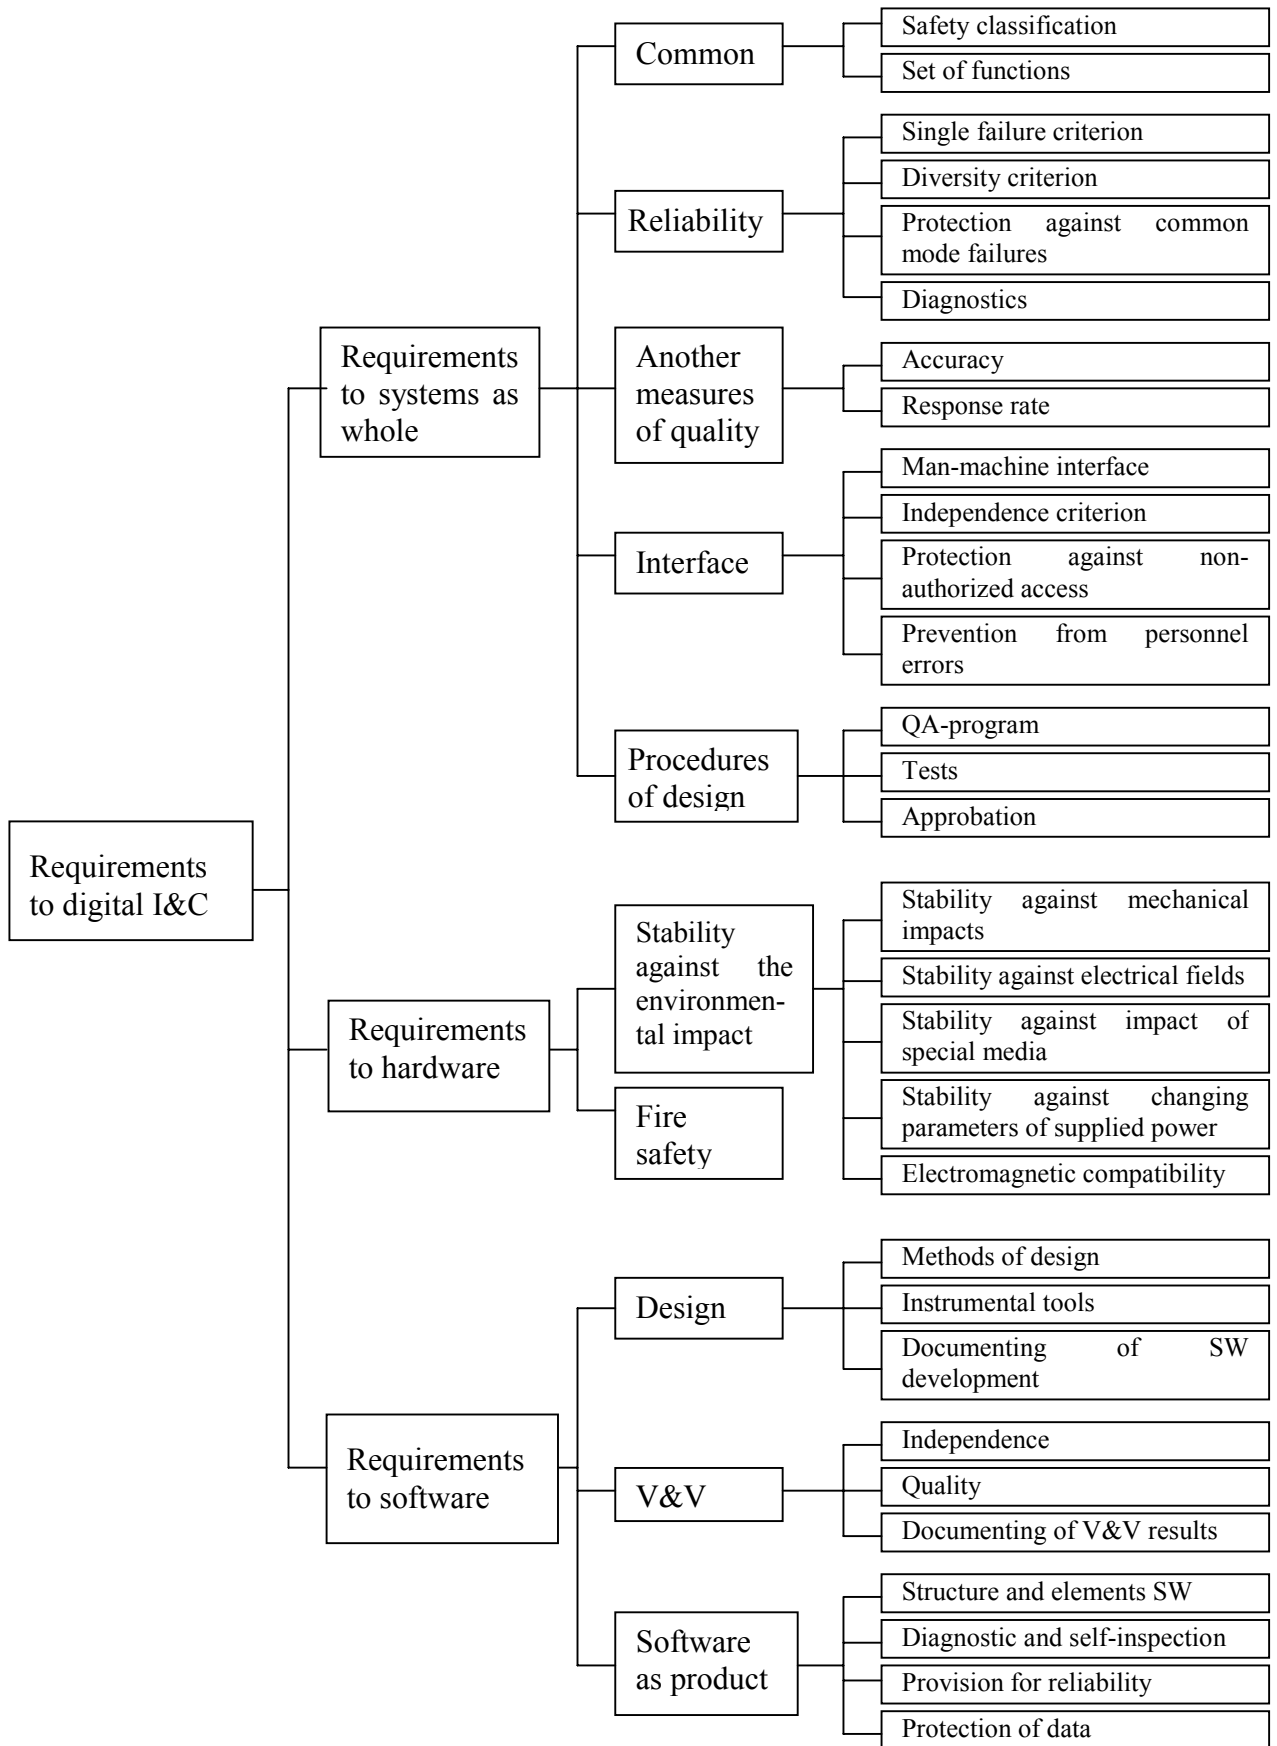 Requirements
to digital I&C
Requirements
to systems as
whole
Common
Safety classification
Set of functions
Reliability
Single failure criterion
Diversity criterion
Protection against common
mode failures
Diagnostics
Another
measures
of quality
Accuracy
Response rate
Interface
Man-machine interface
Independence criterion
Protection against non-
authorized access
Prevention from personnel
errors
Procedures
of design
QA-program
Tests
Approbation
Requirements
to hardware
Stability
against the
environmen-
tal impact
Stability against mechanical
impacts
Stability against electrical fields
Stability against impact of
special media
Stability against changing
parameters of supplied power
Electromagnetic compatibility
Fire
safety
Requirements
to software
Design
Methods of design
Instrumental tools
Documenting of SW
development
V&V
Independence
Quality
Documenting of V&V results
Software
as product
Structure and elements SW
Diagnostic and self-inspection
Provision for reliability
Protection of data